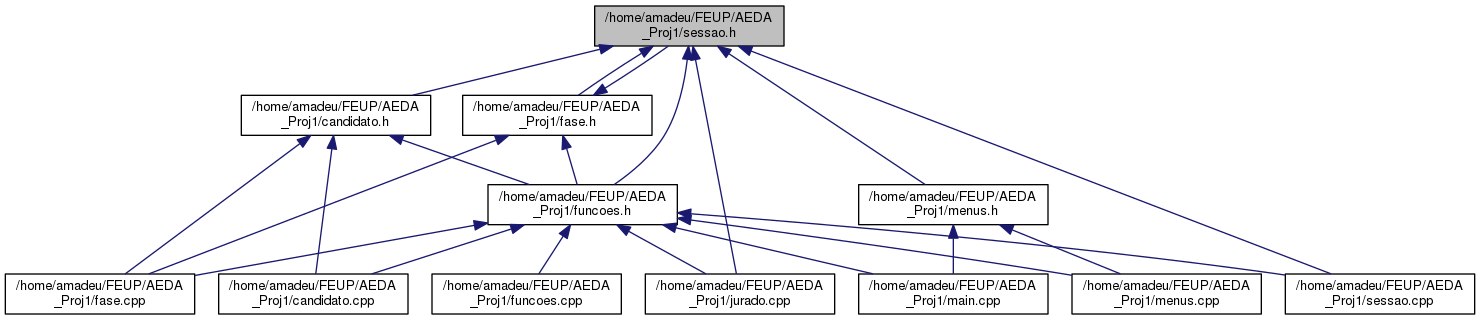 /home/amadeu/FEUP/AEDA
_Proj1/sessao.h
/home/amadeu/FEUP/AEDA
_Proj1/candidato.h
/home/amadeu/FEUP/AEDA
_Proj1/fase.h
/home/amadeu/FEUP/AEDA
_Proj1/funcoes.h
/home/amadeu/FEUP/AEDA
_Proj1/menus.h
/home/amadeu/FEUP/AEDA
_Proj1/fase.cpp
/home/amadeu/FEUP/AEDA
_Proj1/candidato.cpp
/home/amadeu/FEUP/AEDA
_Proj1/funcoes.cpp
/home/amadeu/FEUP/AEDA
_Proj1/jurado.cpp
/home/amadeu/FEUP/AEDA
_Proj1/main.cpp
/home/amadeu/FEUP/AEDA
_Proj1/menus.cpp
/home/amadeu/FEUP/AEDA
_Proj1/sessao.cpp